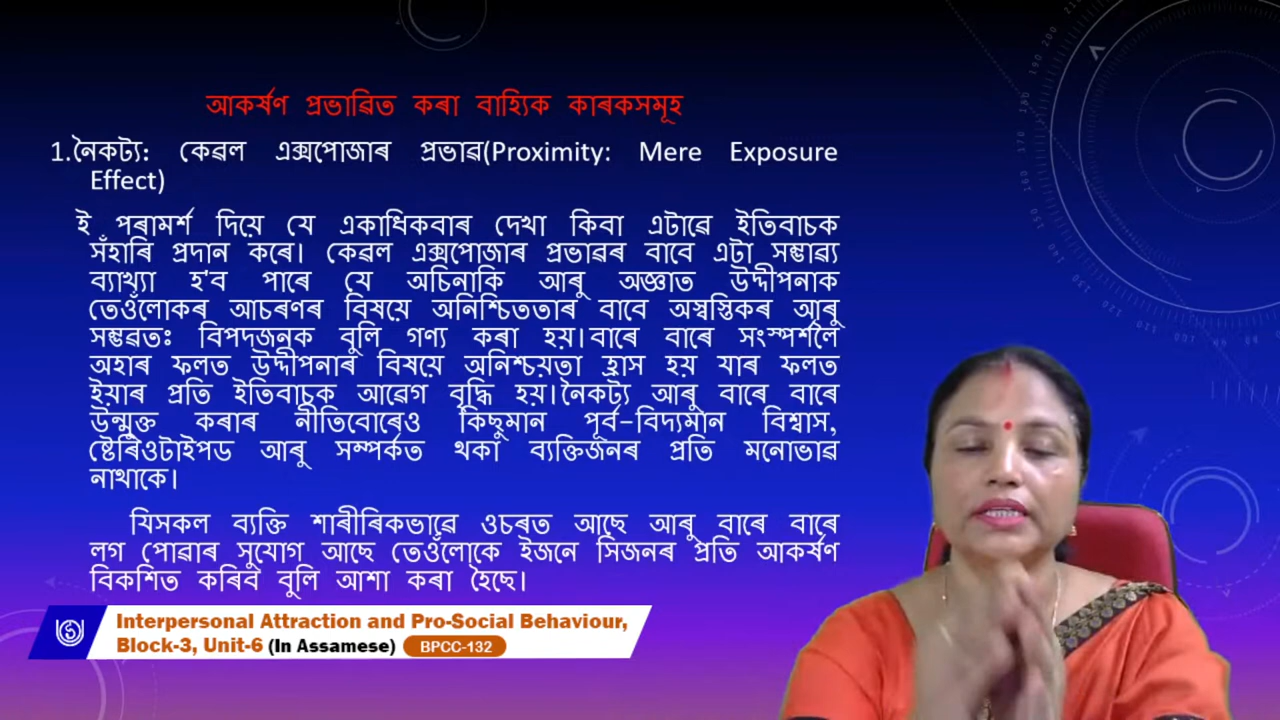 আকৰ্ষণ প্ৰভাৱিত কৰা বাহ্যিক কাৰকসমূহ
1.নৈকট্য: কেৱল এক্সপোজাৰ প্ৰভাৱ(Proximity: Mere Exposure
Effect)
ই পৰামৰ্শ দিয়ে যে একাধিকবাৰ দেখা কিবা এটাৱে ইতিবাচক
সঁহাৰি প্ৰদান কৰে। কেৱল এক্সপোজাৰ প্ৰভাৱৰ বাবে এটা সম্ভাৱ্য
ব্যাখ্যা হ'ব পাৰে যে অচিনাকি আৰু অজ্ঞাত উদ্দীপনাক
তেওঁলোকৰ আচৰণৰ বিষয়ে অনিশ্চিততাৰ বাবে অস্বস্তিকৰ আৰু
সম্ভৱতঃ বিপদজনক বুলি গণ্য কৰা হয়।বাৰে বাৰে সংস্পৰ্শলৈ
অহাৰ ফলত উদ্দীপনাৰ বিষয়ে অনিশ্চয়তা হ্ৰাস হয় যাৰ ফলত
ইয়াৰ প্ৰতি ইতিবাচক আৱেগ বৃদ্ধি হয়।নৈকট্য আৰু বাৰে বাৰে
উন্মুক্ত কৰাৰ নীতিবোৰেও কিছুমান পূৰ্ব-বিদ্যমান বিশ্বাস,
ষ্টেৰিওটাইপড আৰু সম্পৰ্কত থকা ব্যক্তিজনৰ প্ৰতি মনোভাৱ
নাথাকে।
যিসকল ব্যক্তি শাৰীৰিকভাৱে ওচৰত আছে আৰু বাৰে বাৰে
লগ পোৱাৰ সুযোগ আছে তেওঁলোকে ইজনে সিজনৰ প্ৰতি আকৰ্ষণ
বিকশিত কৰিব বুলি আশা কৰা হৈছে।
Interpersonal Attraction and Pro-Social Behaviour,
Block-3, Unit-6 (In Assamese) BPCC-132